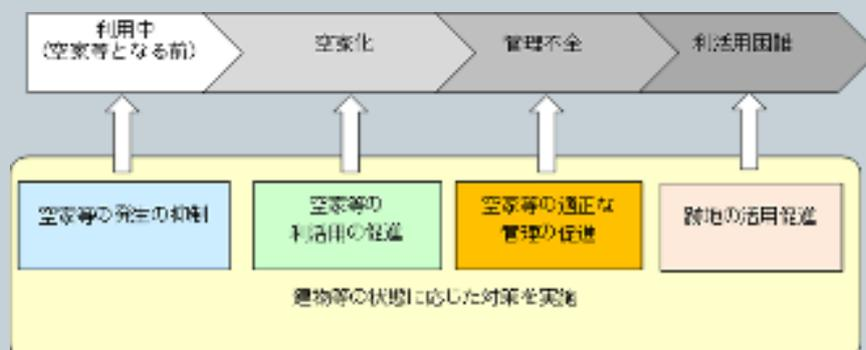 利用中
(空家等となる前)
空家化
管理不全
利活用困難
空家等の発生の抑制
空家等の
利活用の促進
空家等の適正な
管理の促進
跡地の活用促進
建物等の状態に応じた対策を実施